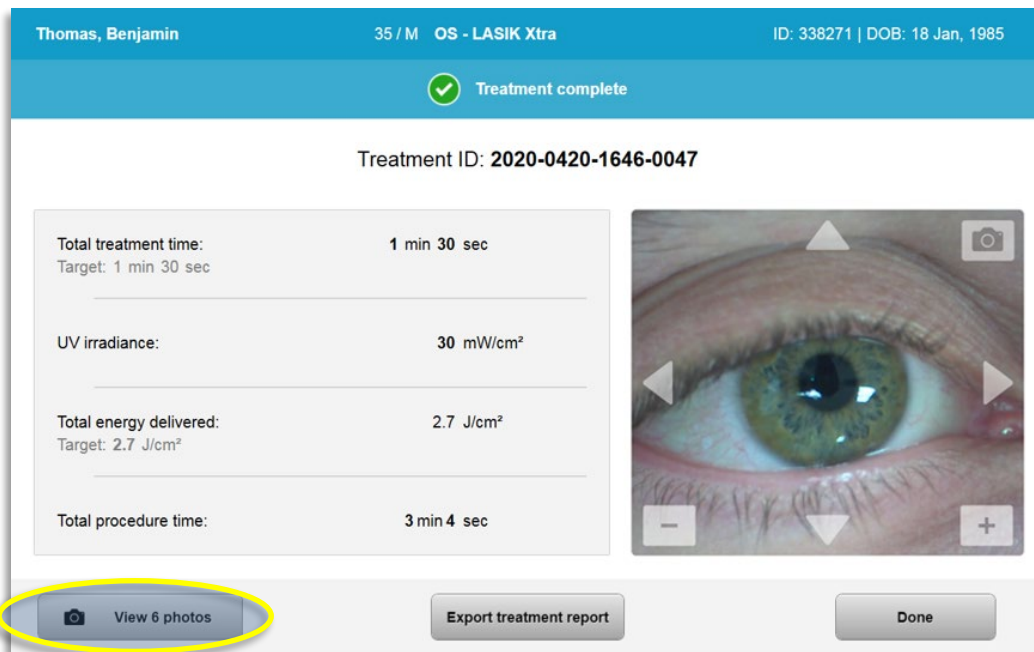 Thomas, Benjamin 35 / M OS - LASIK Xtra ID: 338271 | DOB: 18 Jan, 1985
Treatment complete
Treatment ID: 2020-0420-1646-0047
Total treatment time: 1 min 30 sec
Target: 1 min 30 sec
UV irradiance: 30 mW/cm²
Total energy delivered: 2.7 J/cm²
Target: 2.7 J/cm²
Total procedure time: 3 min 4 sec
− +
View 6 photos Export treatment report Done